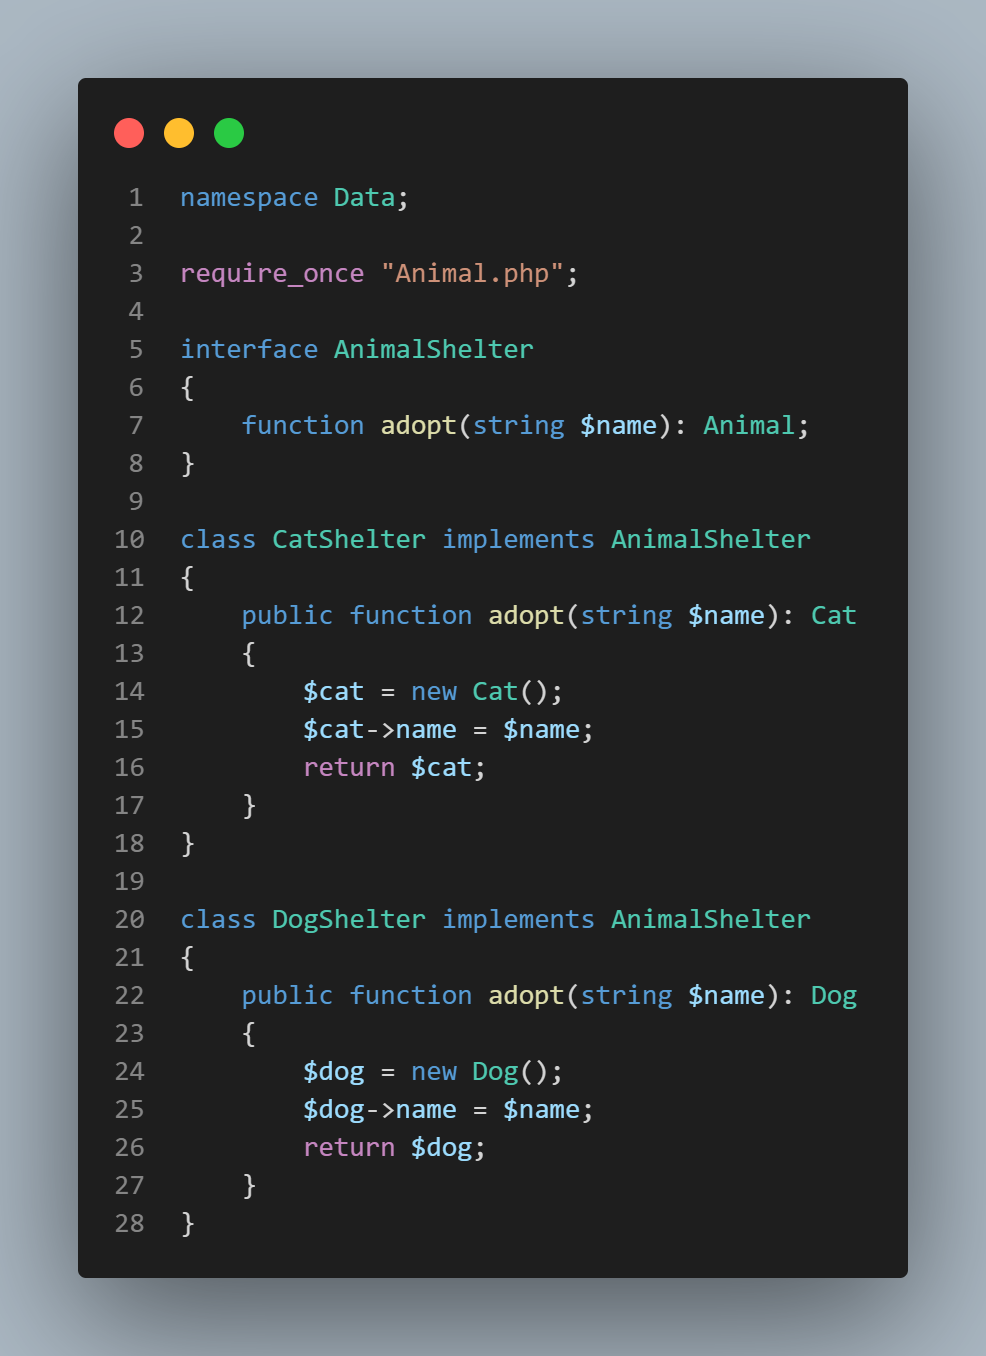 1 namespace Data;
2
3 require_once "Animal.php";
4
5 interface AnimalShelter
6 {
7     function adopt(string $name): Animal;
8 }
9
10 class CatShelter implements AnimalShelter
11 {
12     public function adopt(string $name): Cat
13     {
14         $cat = new Cat();
15         $cat->name = $name;
16         return $cat;
17     }
18 }
19
20 class DogShelter implements AnimalShelter
21 {
22     public function adopt(string $name): Dog
23     {
24         $dog = new Dog();
25         $dog->name = $name;
26         return $dog;
27     }
28 }